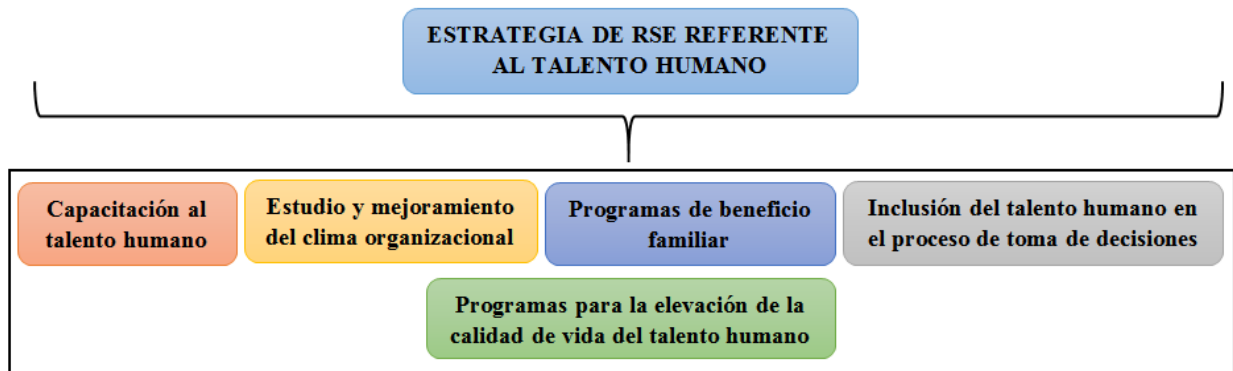 ESTRATEGIA DE RSE REFERENTE
AL TALENTO HUMANO
Capacitación al
talento humano
Estudio y mejoramiento
del clima organizacional
Programas de beneficio
familiar
Inclusión del talento humano en
el proceso de toma de decisiones
Programas para la elevación de la
calidad de vida del talento humano